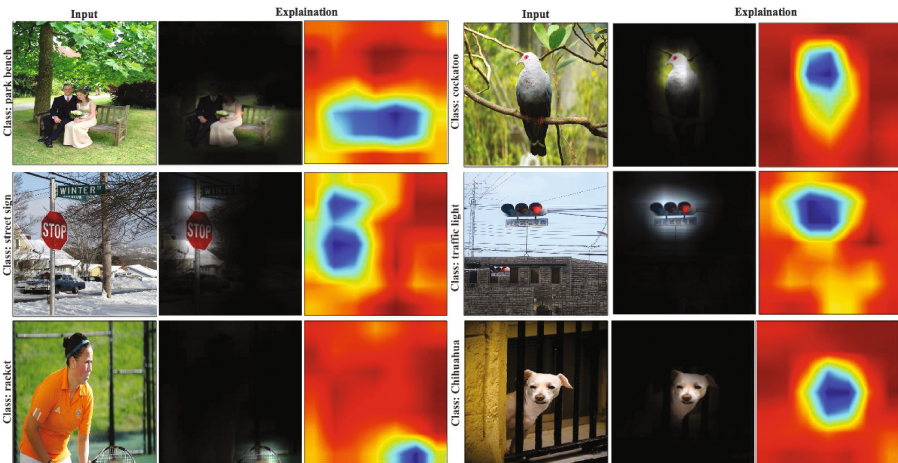 Input
Explaination
Class: park bench
WINTER
STOP
Class: street sign
Class: racket
Input
Explanation
Class: cockatoo
Class: traffic light
Class: Chihuahua